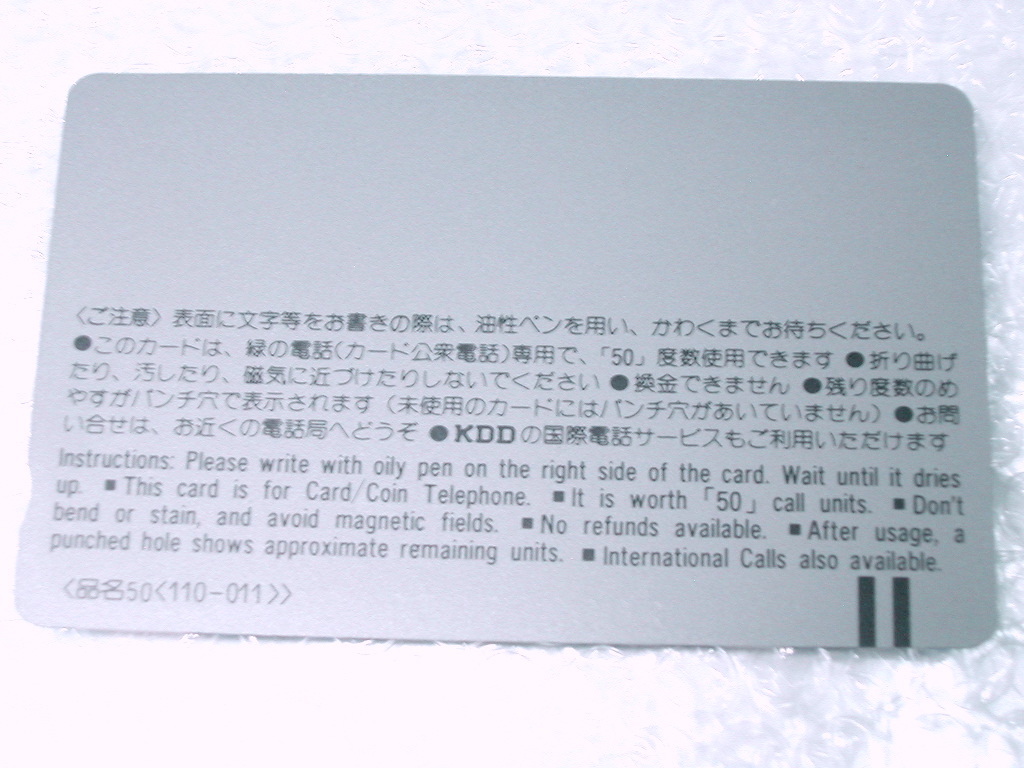 〈ご注意〉表面に文字等をお書きの際は、油性ペンを用い、かわくまでお待ちください。
●このカードは、緑の電話(カード公衆電話)専用で、「50」度数使用できます ●折り曲げ
たり、汚したり、磁気に近づけたりしないでください ●換金できません ●残り度数のめ
やすがパンチ穴で表示されます(未使用のカードにはパンチ穴があいていません)●お問
い合せは、お近くの電話局へどうぞ ●KDDの国際電話サービスもご利用いただけます
Instructions: Please write with oily pen on the right side of the card. Wait until it dries
up. ■This card is for Card/Coin Telephone. ■It is worth「50」call units. ■Don't
bend or stain, and avoid magnetic fields. ■No refunds available. ■After usage, a
punched hole shows approximate remaining units. ■International Calls also available.
〈品名50〈110-011〉〉